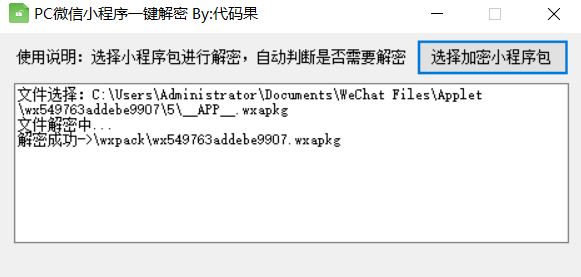 PC微信小程序一键解密 By:代码果
使用说明：选择小程序包进行解密，自动判断是否需要解密 选择加密小程序包
文件选择：C:\Users\Administrator\Documents\WeChat Files\Applet
\wx549763addebe9907\5\__APP__.wxapkg
文件解密中...
解密成功->\wxpack\wx549763addebe9907.wxapkg